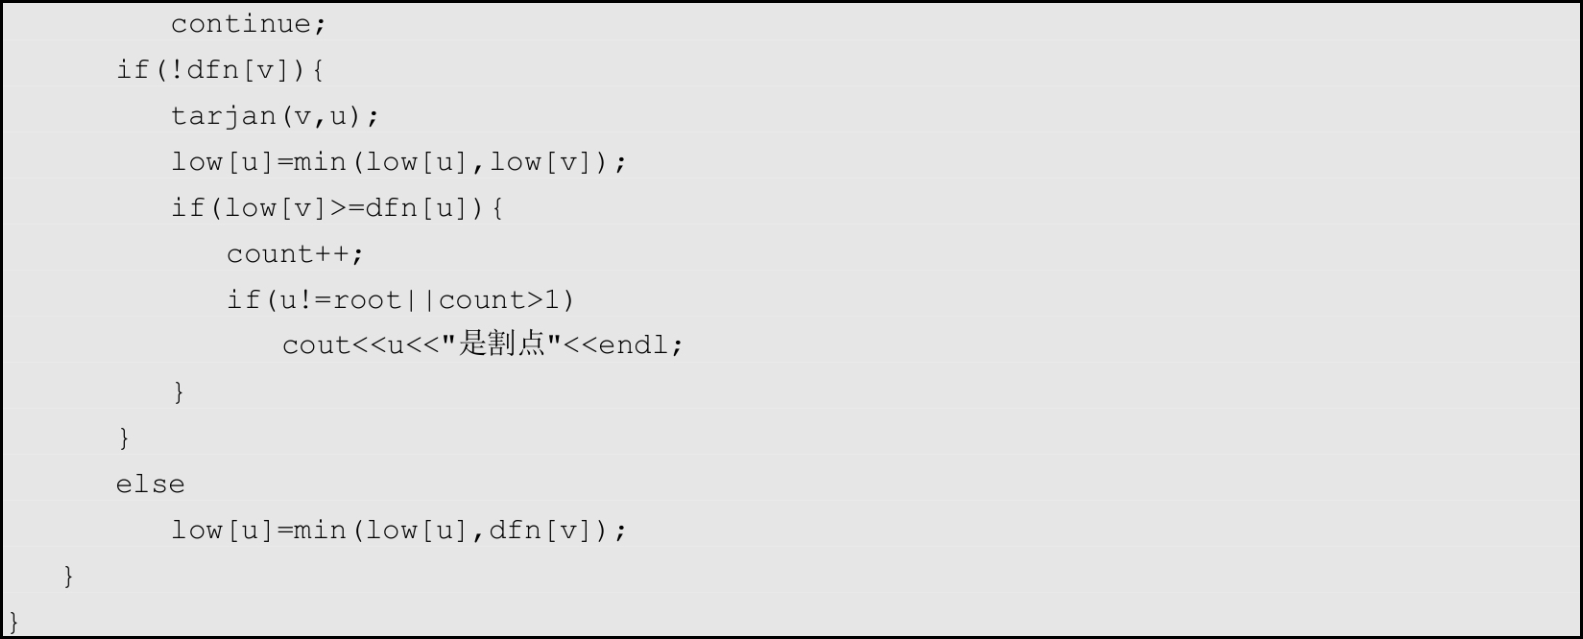 continue;
if(!dfn[v]){
tarjan(v,u);
low[u]=min(low[u],low[v]);
if(low[v]>=dfn[u]){
count++;
if(u!=root||count>1)
cout<<u<<"是割点"<<endl;
}
}
else
low[u]=min(low[u],dfn[v]);
}
}